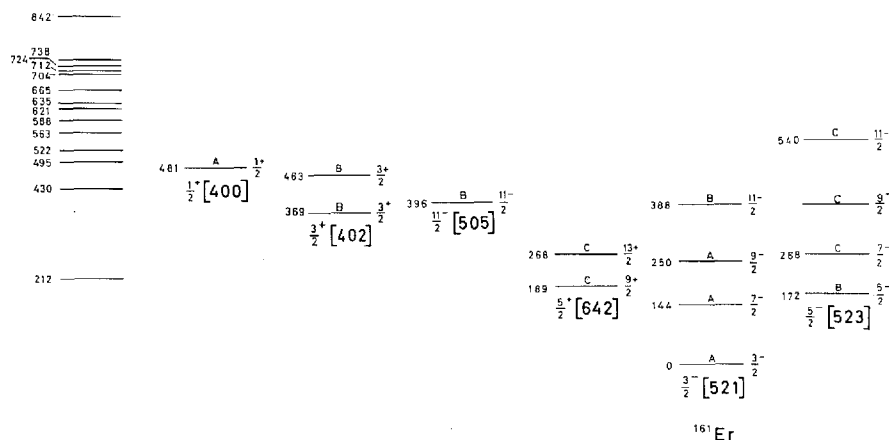 842
738
724
712
704
665
635
621
588
563
522
495
430
212
481 A 1/2+
1/2+ [400]
463 B 3/2+
369 B 3/2+
3/2+ [402]
396 B 11/2-
11/2- [505]
268 C 13/2+
189 C 9/2+
5/2+ [642]
388 B 11/2-
250 A 9/2-
144 A 7/2-
0 A 3/2-
3/2- [521]
540 C 11/2-
C 9/2-
268 C 7/2-
172 B 5/2-
5/2- [523]
161Er